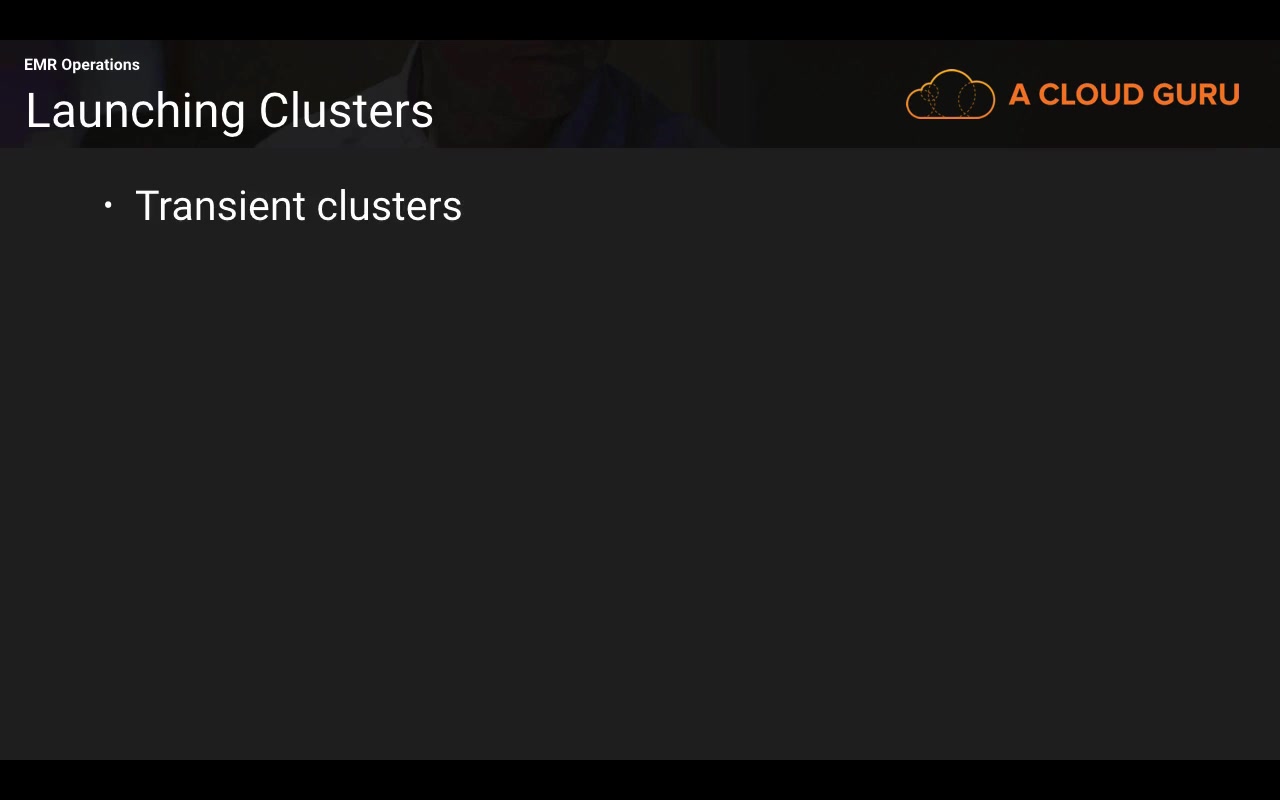 EMR Operations
Launching Clusters
A CLOUD GURU
• Transient clusters